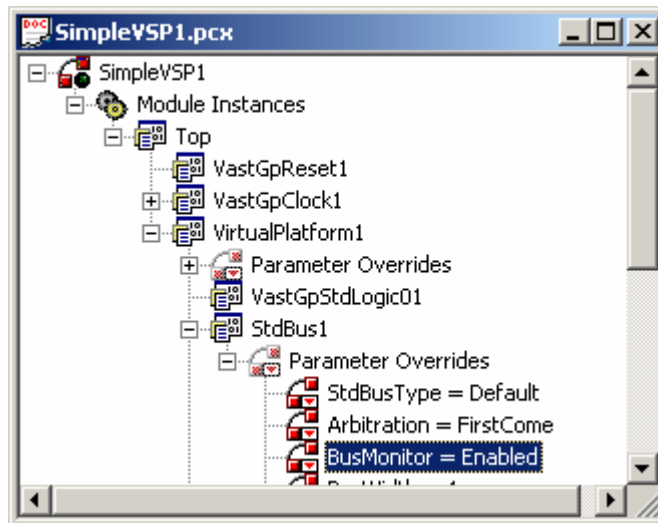 DOC
SimpleVSP1.pcx
SimpleVSP1
Module Instances
Top
VastGpReset1
VastGpClock1
VirtualPlatform1
Parameter Overrides
VastGpStdLogic01
StdBus1
Parameter Overrides
StdBusType = Default
Arbitration = FirstCome
BusMonitor = Enabled